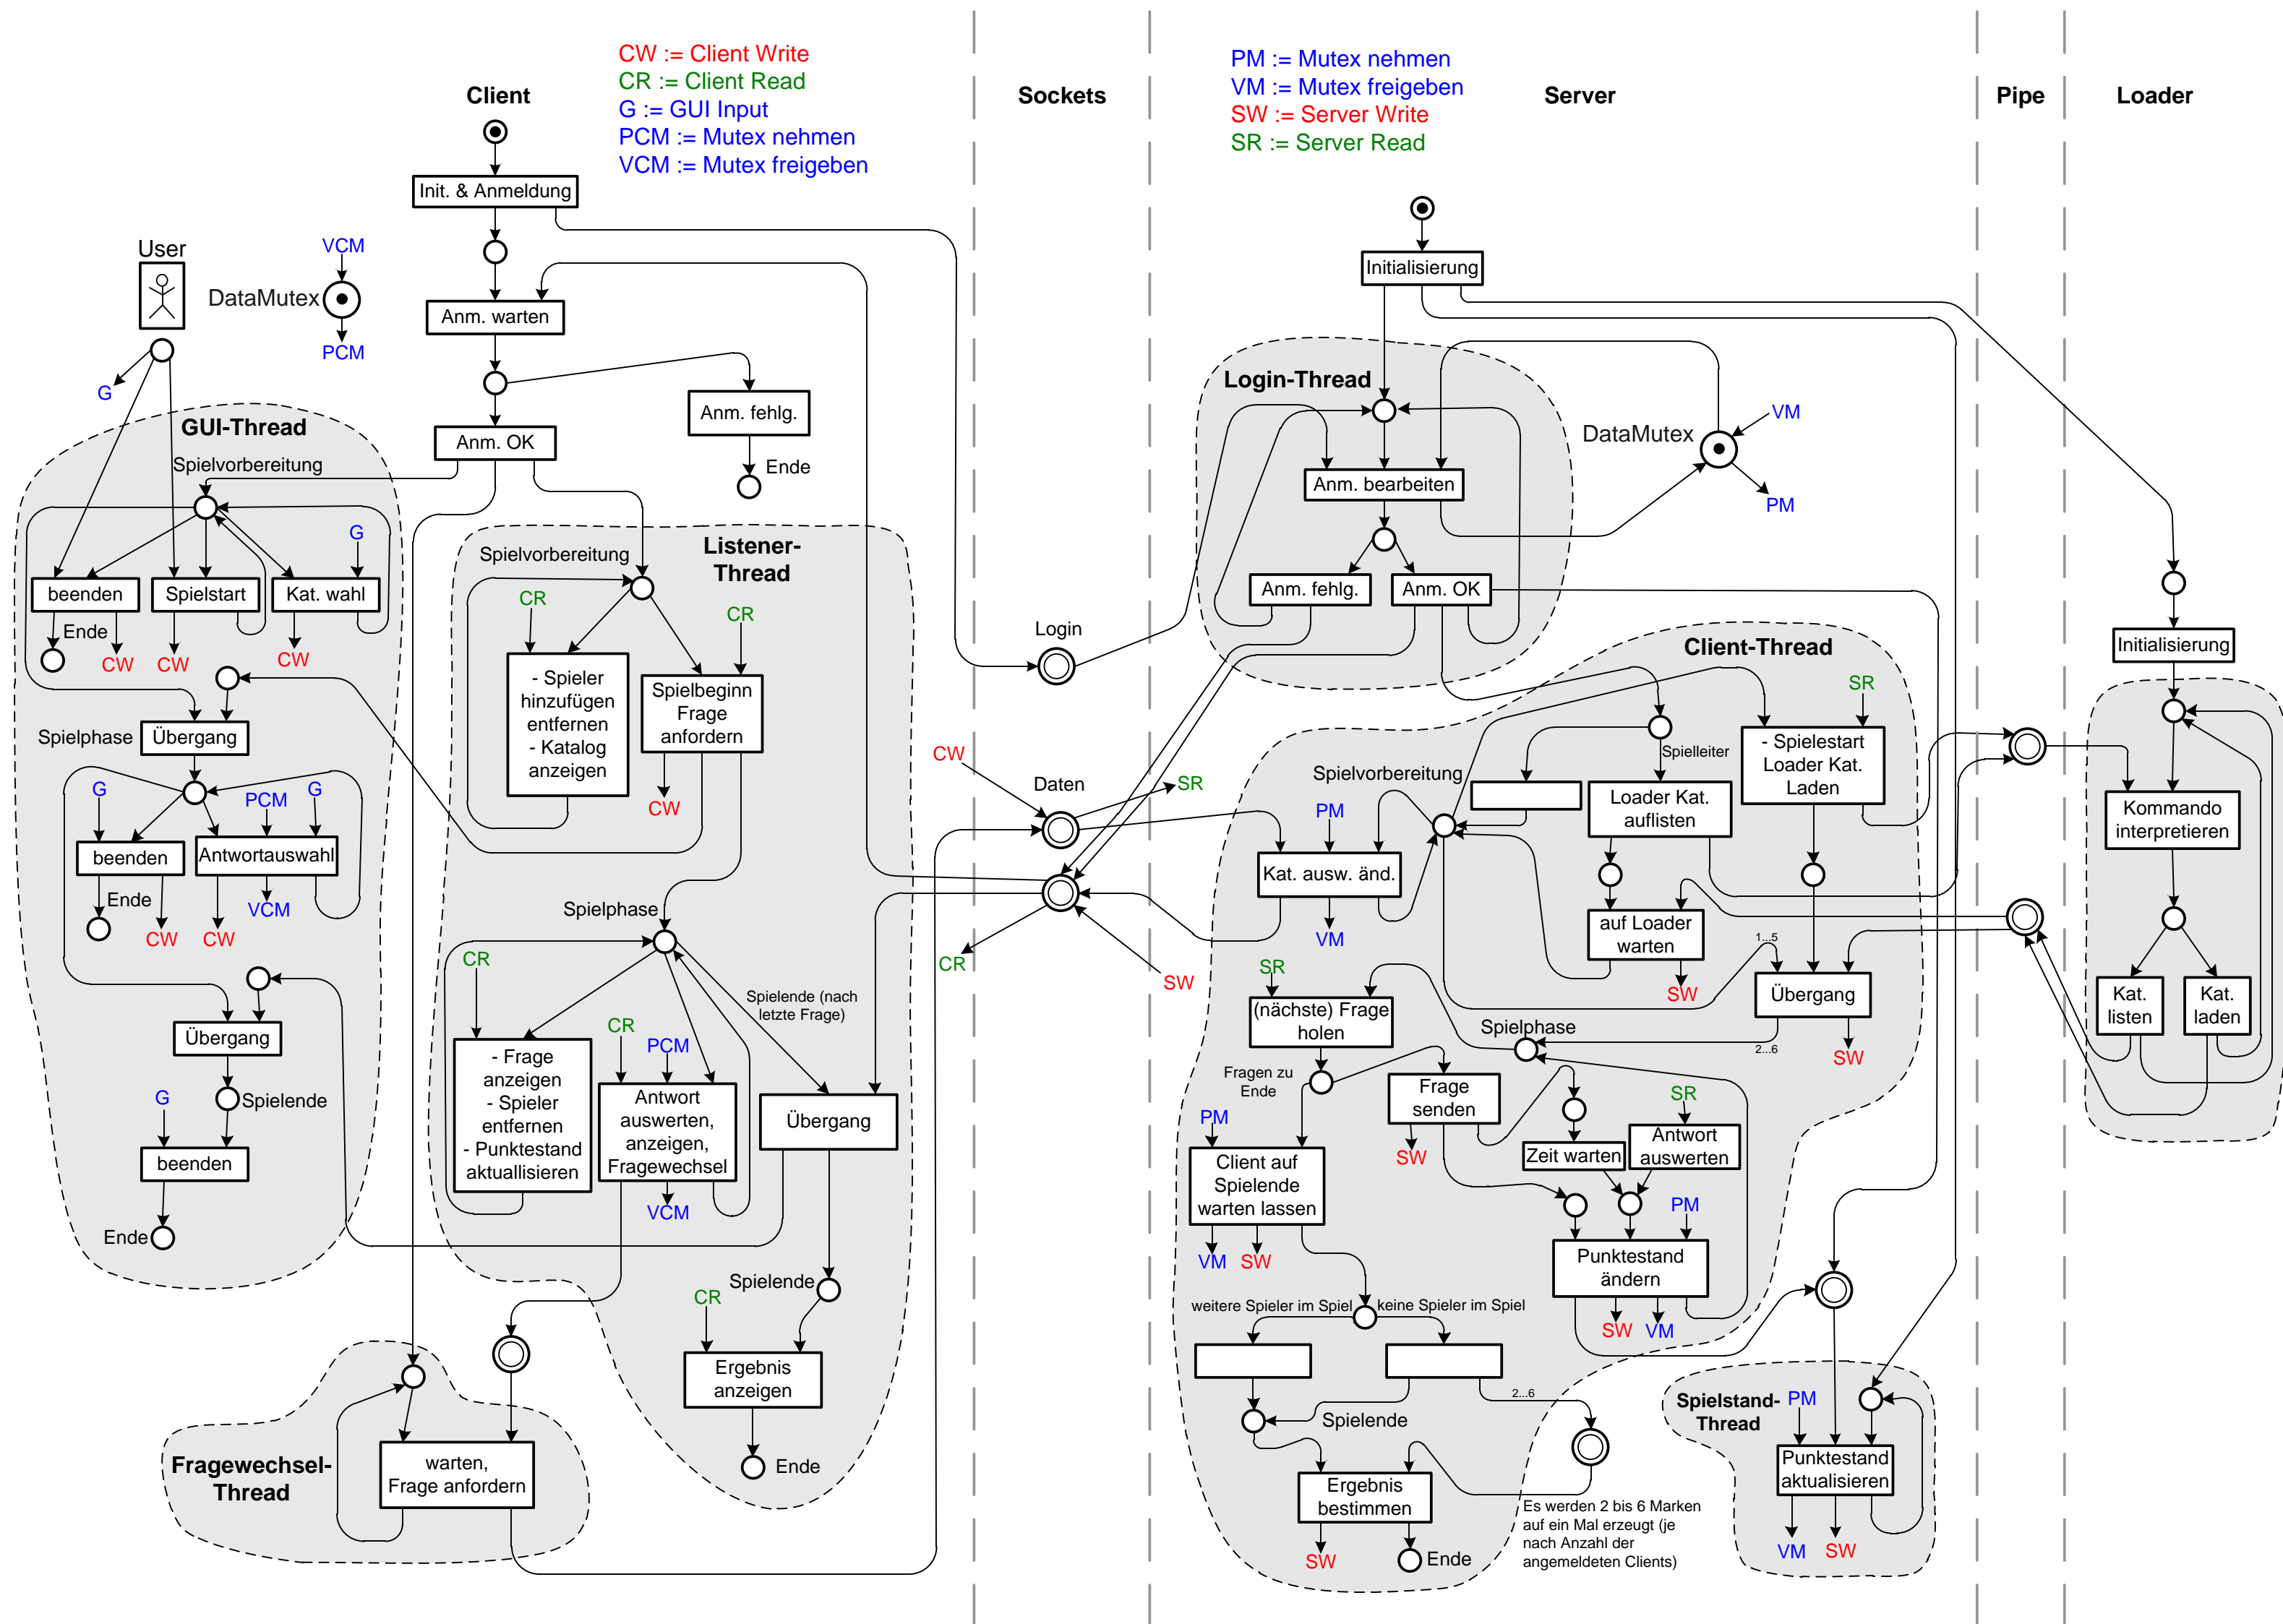 CW := Client Write
CR := Client Read
G := GUI Input
PCM := Mutex nehmen
VCM := Mutex freigeben
PM := Mutex nehmen
VM := Mutex freigeben
SW := Server Write
SR := Server Read
Client
Sockets
Server
Pipe
Loader
Init. & Anmeldung
User
VCM
DataMutex
PCM
G
Anm. warten
Anm. fehlg.
Anm. OK
Ende
GUI-Thread
Spielvorbereitung
G
beenden
Spielstart
Kat. wahl
Ende
CW
CW
CW
Spielphase
Übergang
G
PCM
G
beenden
Antwortauswahl
Ende
VCM
CW
CW
Übergang
G
Spielende
beenden
Ende
Listener-
Thread
Spielvorbereitung
CR
CR
- Spieler
hinzufügen
entfernen
- Katalog
anzeigen
Spielbeginn
Frage
anfordern
CW
Spielphase
CR
Spielende (nach
letzte Frage)
CR
PCM
- Frage
anzeigen
- Spieler
entfernen
- Punktestand
aktuallisieren
Antwort
auswerten,
anzeigen,
Fragewechsel
Übergang
VCM
Spielende
CR
Ergebnis
anzeigen
Ende
Fragewechsel-
Thread
warten,
Frage anfordern
Login
CW
Daten
SR
CR
SW
Initialisierung
Login-Thread
DataMutex
VM
PM
Anm. bearbeiten
Anm. fehlg.
Anm. OK
Client-Thread
SR
Spielleiter
Spielvorbereitung
- Spielestart
Loader Kat.
Laden
Loader Kat.
auflisten
PM
Kat. ausw. änd.
VM
auf Loader
warten
1...5
SW
Übergang
SR
(nächste) Frage
holen
Spielphase
2...6
SW
Fragen zu
Ende
Frage
senden
SR
PM
SW
Zeit warten
Antwort
auswerten
Client auf
Spielende
warten lassen
PM
VM
SW
Punktestand
ändern
weitere Spieler im Spiel
keine Spieler im Spiel
SW
VM
2...6
Spielende
Ergebnis
bestimmen
SW
Ende
Es werden 2 bis 6 Marken
auf ein Mal erzeugt (je
nach Anzahl der
angemeldeten Clients)
Spielstand-
Thread
PM
Punktestand
aktualisieren
VM
SW
Initialisierung
Kommando
interpretieren
Kat.
listen
Kat.
laden